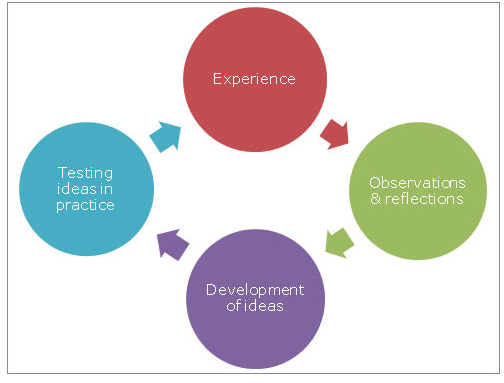 Experience
Observations
& reflections
Development
of ideas
Testing
ideas in
practice